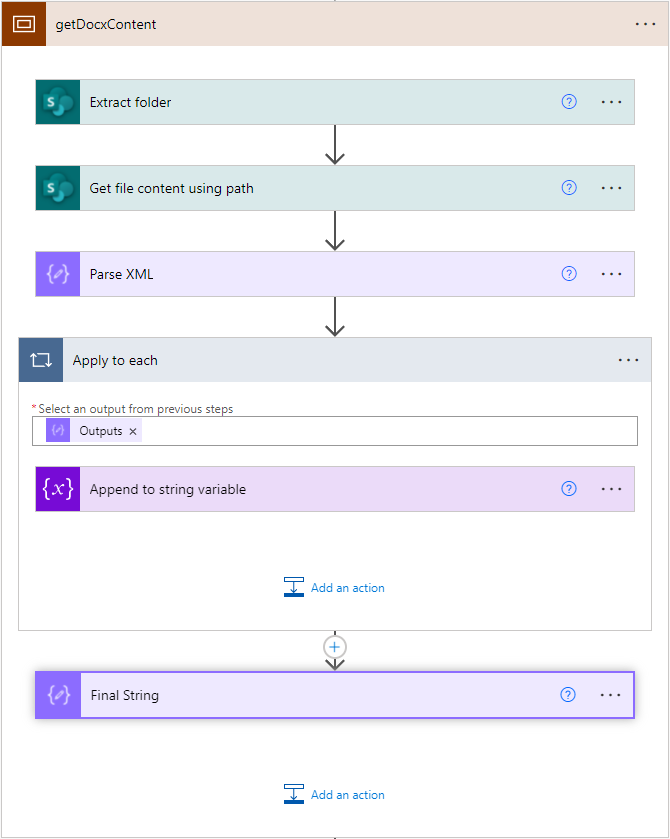 getDocxContent
Extract folder
Get file content using path
Parse XML
Apply to each
*Select an output from previous steps
Outputs ×
{x} Append to string variable
Add an action
Final String
Add an action